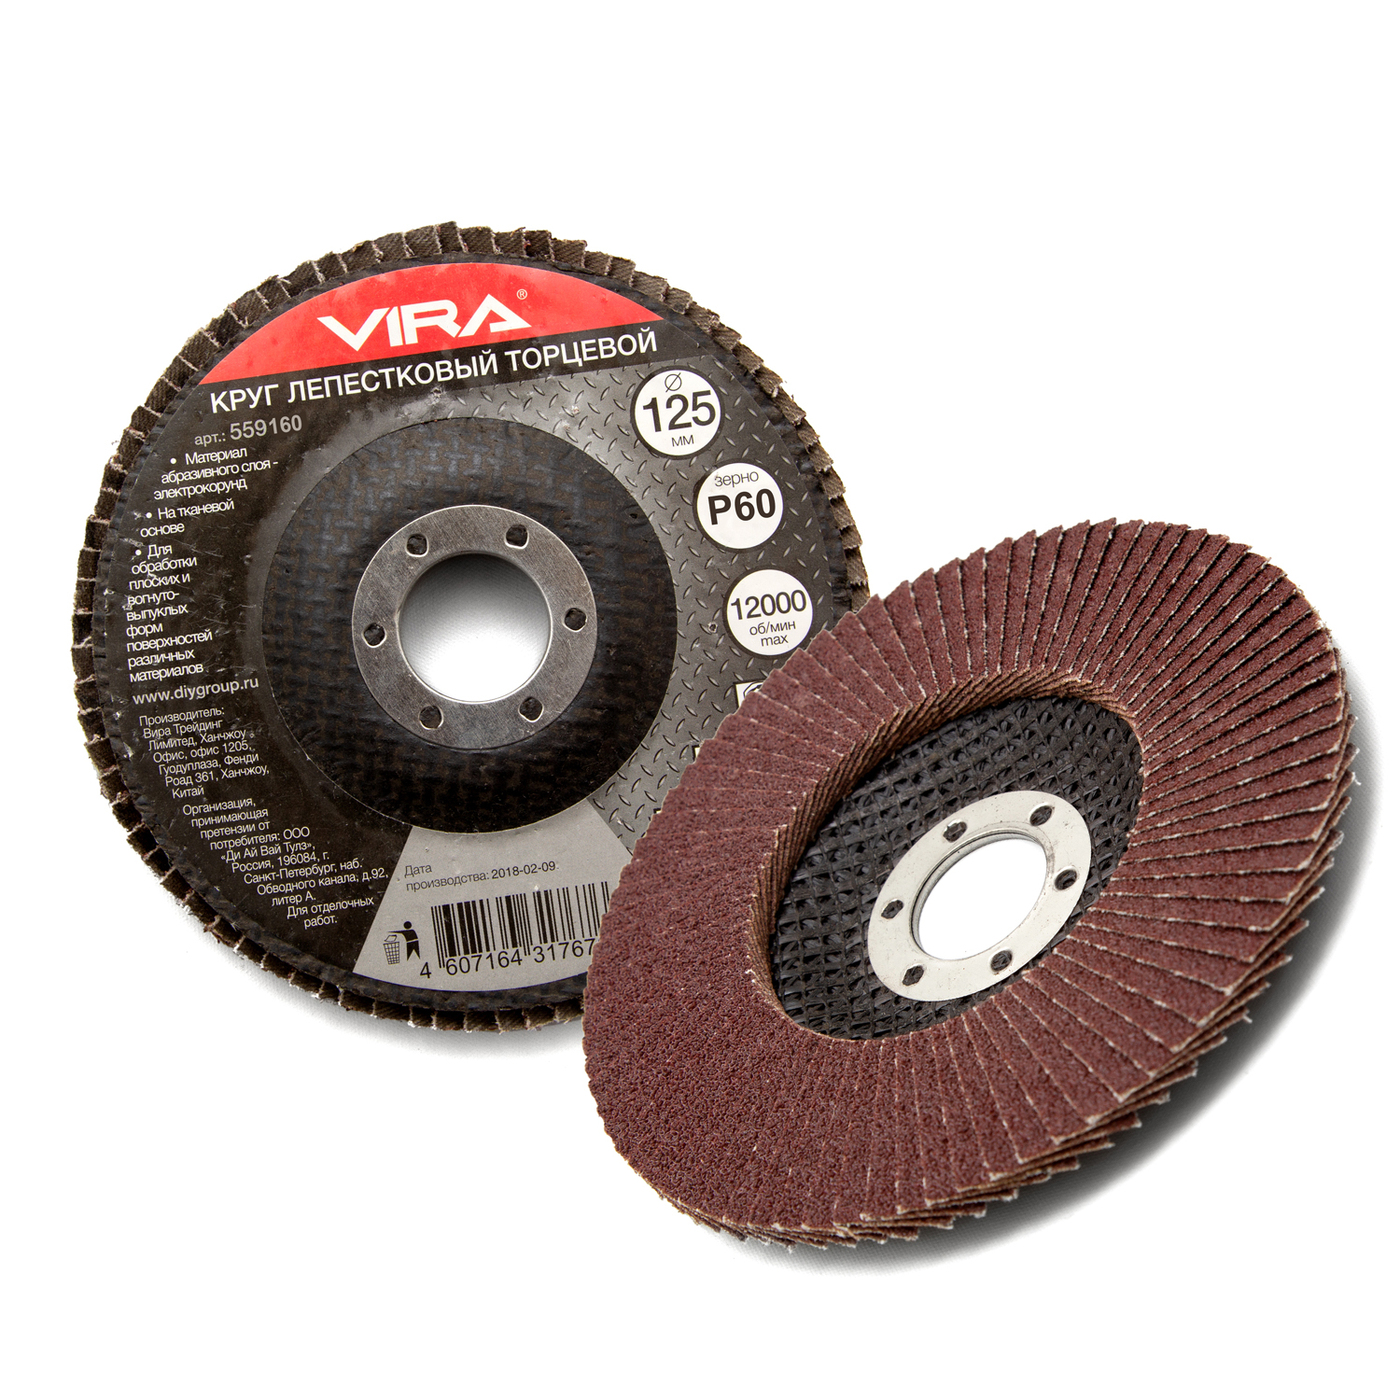 VIRA®
КРУГ ЛЕПЕСТКОВЫЙ ТОРЦЕВОЙ
арт.: 559160
• Материал
абразивного слоя -
электрокорунд
• На тканевой
основе
• Для
обработки
плоских и
вогнуто-
выпуклых
форм
поверхностей
различных
материалов
www.diygroup.ru
Производитель:
Вира Трейдинг
Лимитед, Ханчжоу
Офис, офис 1205,
Гуодуплаза, Фенди
Роад 361, Ханчжоу,
Китай
Организация,
принимающая
претензии от
потребителя: ООО
«Ди Ай Вай Тулз»,
Россия, 196084, г.
Санкт-Петербург, наб.
Обводного канала, д.92,
литер А.
Для отделочных
работ.
Ø
125
мм
зерно
P60
12000
об/мин
max
Дата
производства: 2018-02-09
4 607164 31767